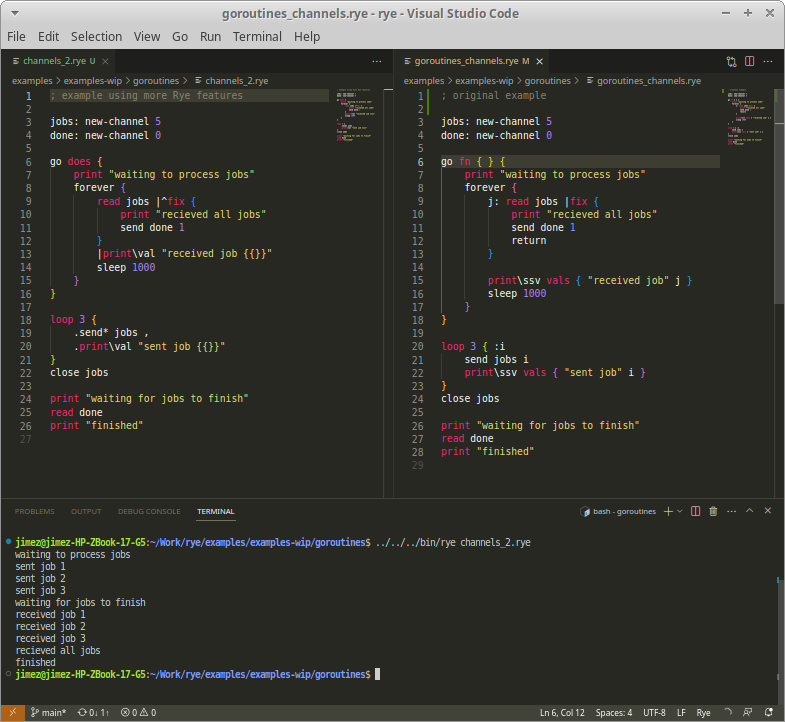 goroutines_channels.rye - rye - Visual Studio Code
File Edit Selection View Go Run Terminal Help
channels_2.rye U
examples > examples-wip > goroutines > channels_2.rye
1 ; example using more Rye features
2
3 jobs: new-channel 5
4 done: new-channel 0
5
6 go does {
7     print "waiting to process jobs"
8     forever {
9         read jobs |^fix {
10             print "recieved all jobs"
11             send done 1
12         }
13         |print\val "received job {{}}"
14         sleep 1000
15     }
16 }
17
18 loop 3 {
19     .send* jobs ,
20     .print\val "sent job {{}}"
21 }
22 close jobs
23
24 print "waiting for jobs to finish"
25 read done
26 print "finished"
27
goroutines_channels.rye M
examples > examples-wip > goroutines > goroutines_channels.rye
1 ; original example
2
3 jobs: new-channel 5
4 done: new-channel 0
5
6 go fn { } {
7     print "waiting to process jobs"
8     forever {
9         j: read jobs |fix {
10             print "recieved all jobs"
11             send done 1
12             return
13         }
14
15         print\ssv vals { "received job" j }
16         sleep 1000
17     }
18 }
19
20 loop 3 { :i
21     send jobs i
22     print\ssv vals { "sent job" i }
23 }
24 close jobs
25
26 print "waiting for jobs to finish"
27 read done
28 print "finished"
29
PROBLEMS OUTPUT DEBUG CONSOLE TERMINAL
bash - goroutines
jimez@jimez-HP-ZBook-17-G5:~/Work/rye/examples/examples-wip/goroutines$ ../../../bin/rye channels_2.rye
waiting to process jobs
sent job 1
sent job 2
sent job 3
waiting for jobs to finish
received job 1
received job 2
received job 3
recieved all jobs
finished
jimez@jimez-HP-ZBook-17-G5:~/Work/rye/examples/examples-wip/goroutines$
main* 0↓ 1↑ 0 0 Ln 6, Col 12 Spaces: 4 UTF-8 LF Rye